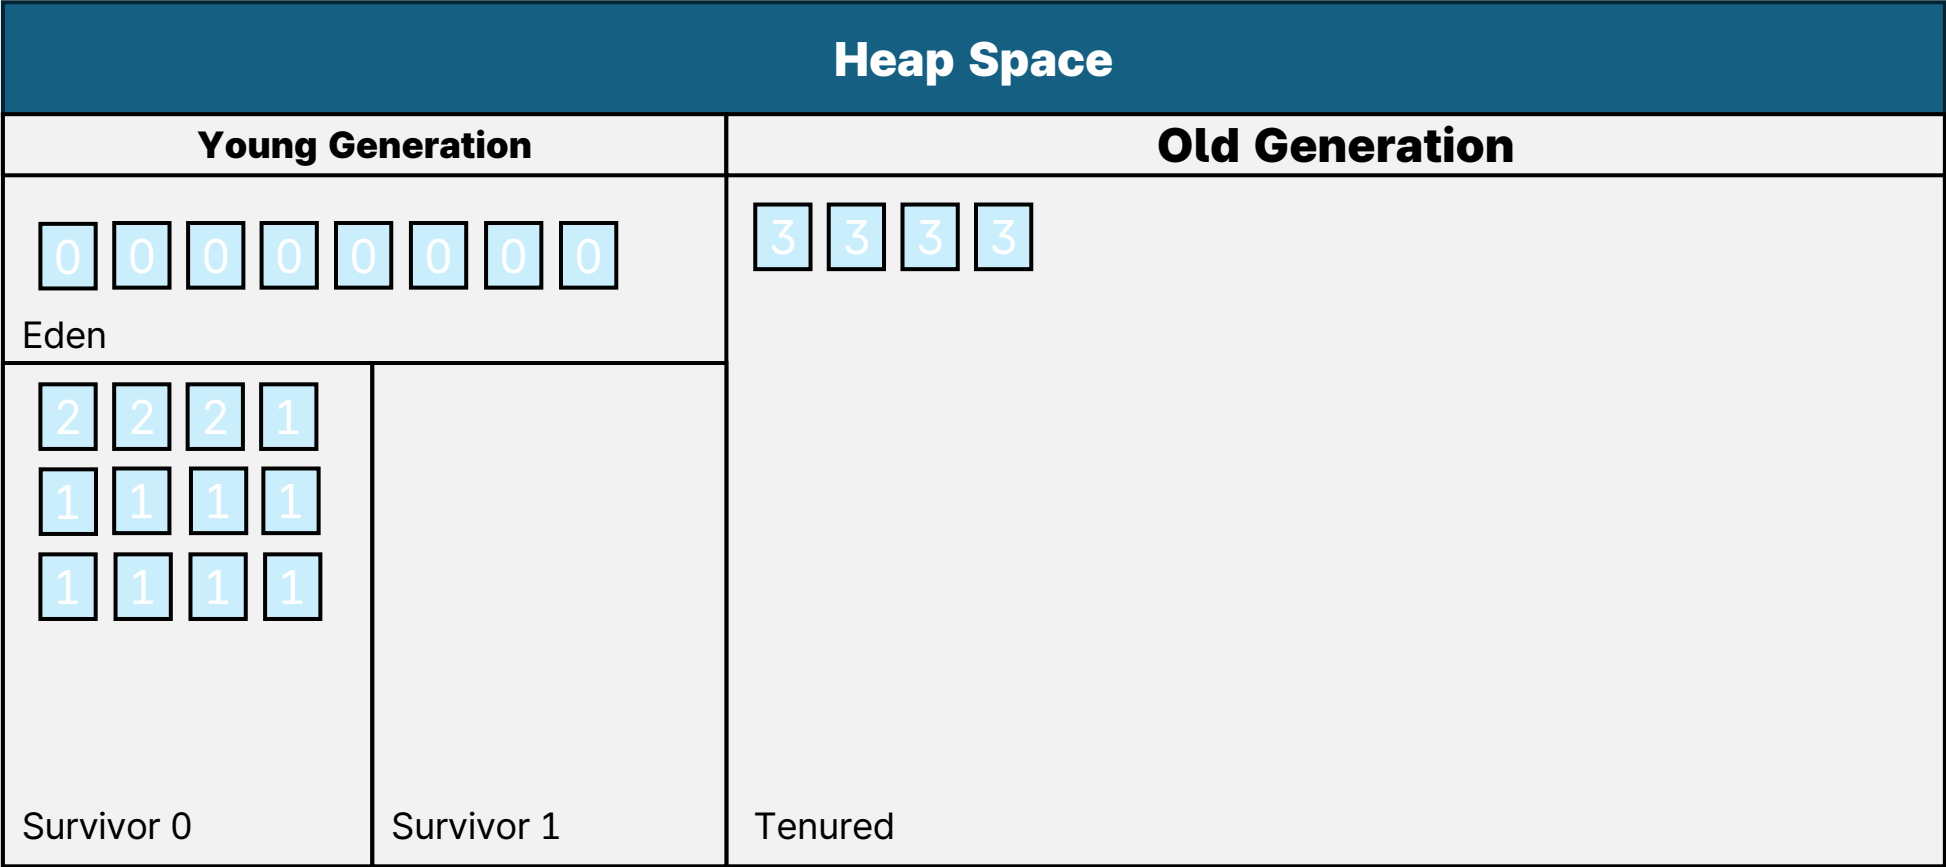 Heap Space
Young Generation
Old Generation
0 0 0 0 0 0 0 0
Eden
3 3 3 3
2 2 2 1
1 1 1 1
1 1 1 1
Survivor 0
Survivor 1
Tenured